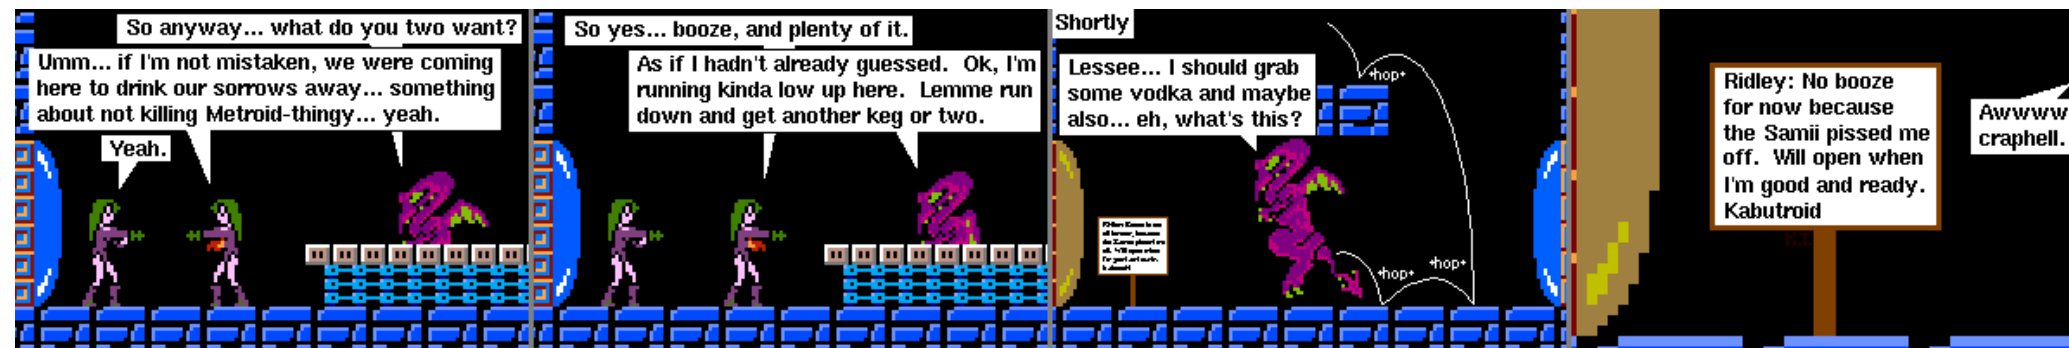 So anyway... what do you two want?
Umm... if I'm not mistaken, we were coming
here to drink our sorrows away... something
about not killing Metroid-thingy... yeah.
Yeah.
So yes... booze, and plenty of it.
As if I hadn't already guessed.  Ok, I'm
running kinda low up here.  Lemme run
down and get another keg or two.
Shortly
Lessee... I should grab
some vodka and maybe
also... eh, what's this?
*hop*
*hop*
*hop*
Ridley: No booze
for now because
the Samii pissed me
off.  Will open when
I'm good and ready.
Kabutroid
Awwww
craphell.